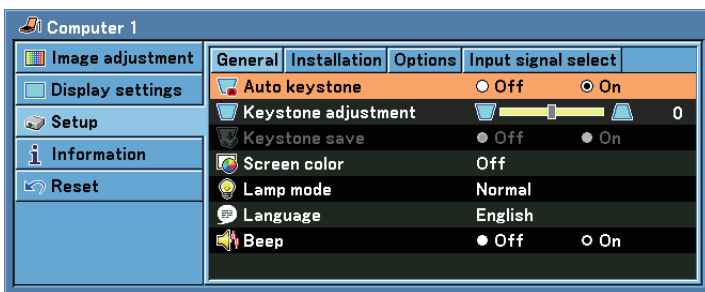 Computer 1
Image adjustment
Display settings
Setup
Information
Reset
General Installation Options Input signal select
Auto keystone Off On
Keystone adjustment 0
Keystone save Off On
Screen color Off
Lamp mode Normal
Language English
Beep Off On